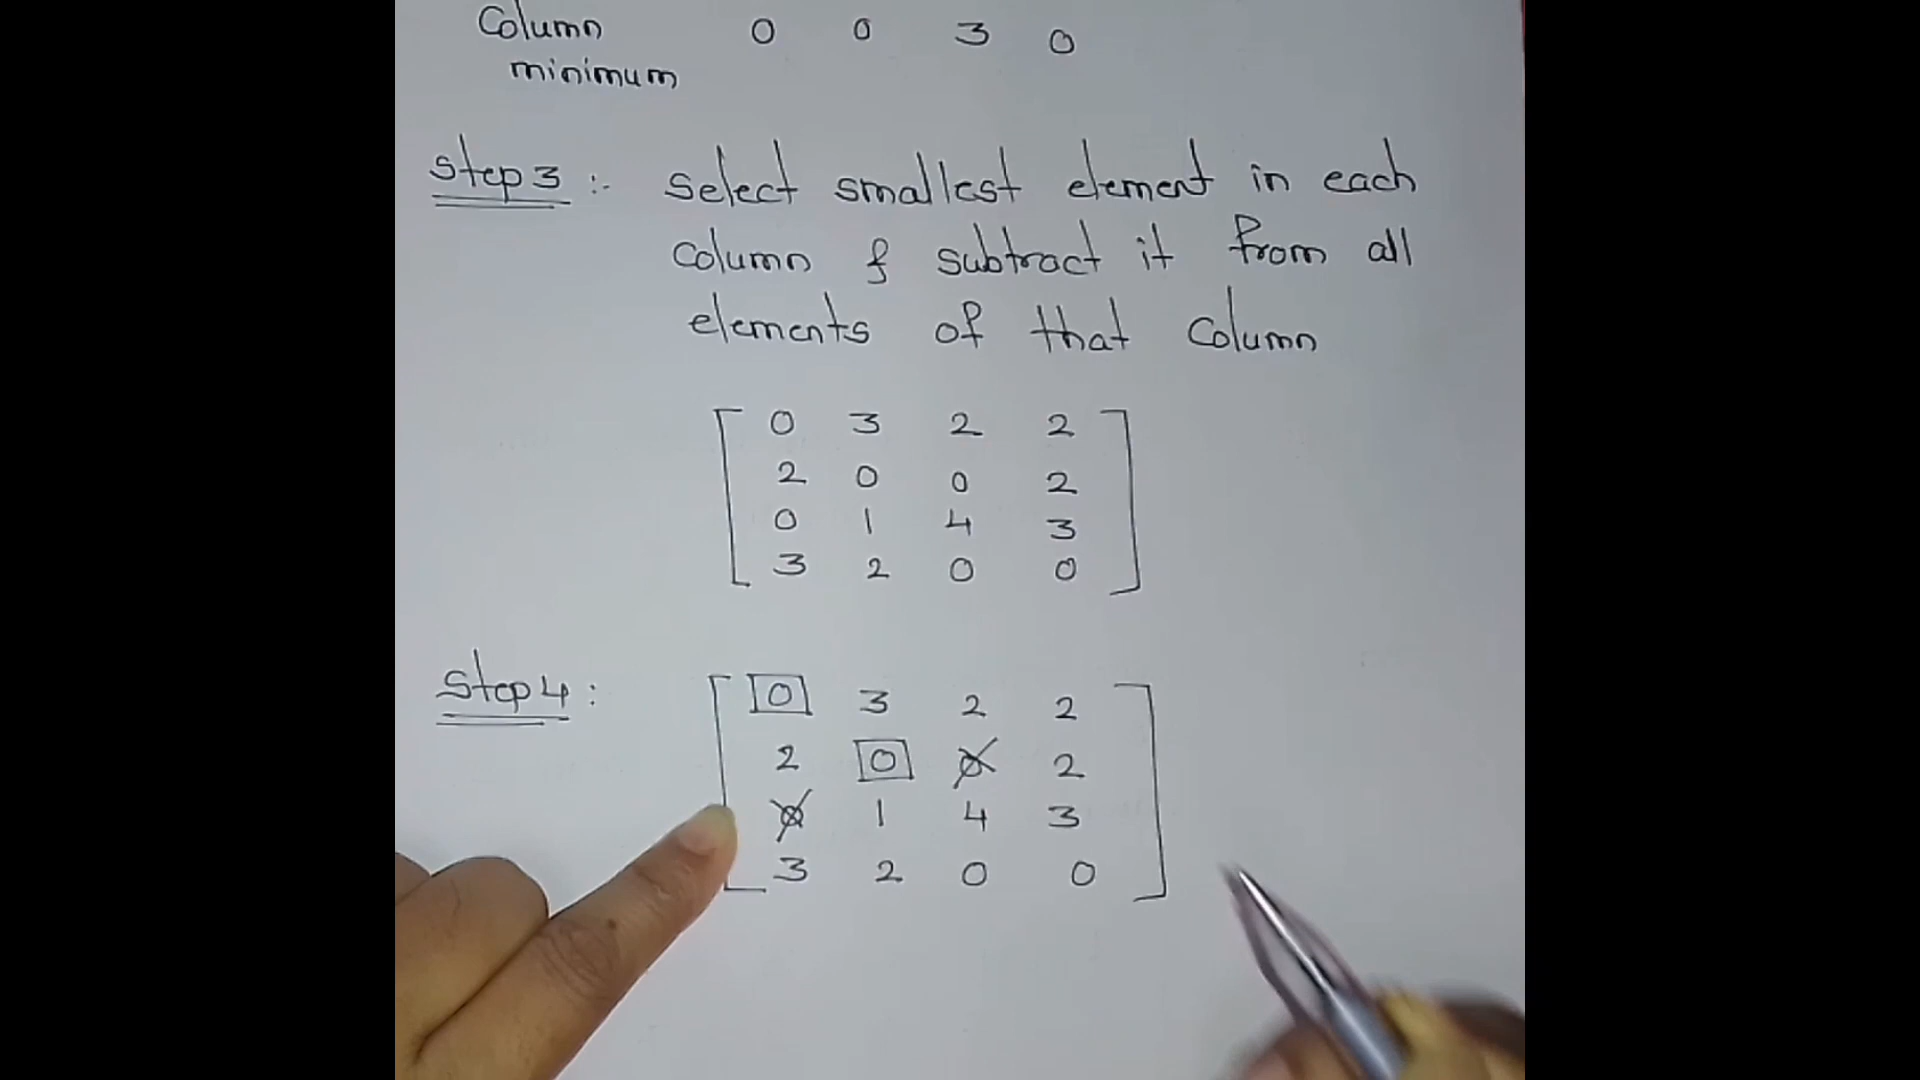 Column 0 0 3 0
minimum
Step 3 :- Select smallest element in each
column & subtract it from all
elements of that column
0 3 2 2
2 0 0 2
0 1 4 3
3 2 0 0
Step 4 : 0 3 2 2
2 0 0 2
0 1 4 3
3 2 0 0